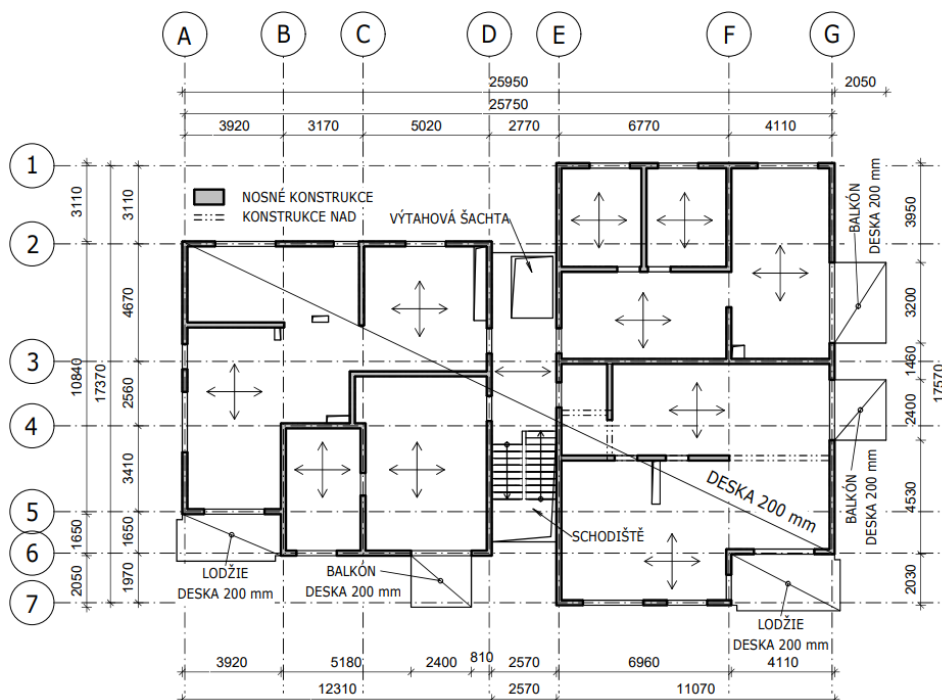 A B C D E F G
25950
2050
25750
3920 3170 5020 2770 6770 4110
1
2
3
4
5
6
7
3110
10840
1650
2050
17370
3110
4670
2560
3410
1650
1970
NOSNÉ KONSTRUKCE
KONSTRUKCE NAD
VÝTAHOVÁ ŠACHTA
BALKÓN
DESKA 200 mm
3950
3200
1460
2400
4530
2030
17570
BALKÓN
DESKA 200 mm
DESKA 200 mm
SCHODIŠTĚ
LODŽIE
DESKA 200 mm
BALKÓN
DESKA 200 mm
LODŽIE
DESKA 200 mm
3920 5180 2400 810 2570 6960 4110
12310 2570 11070